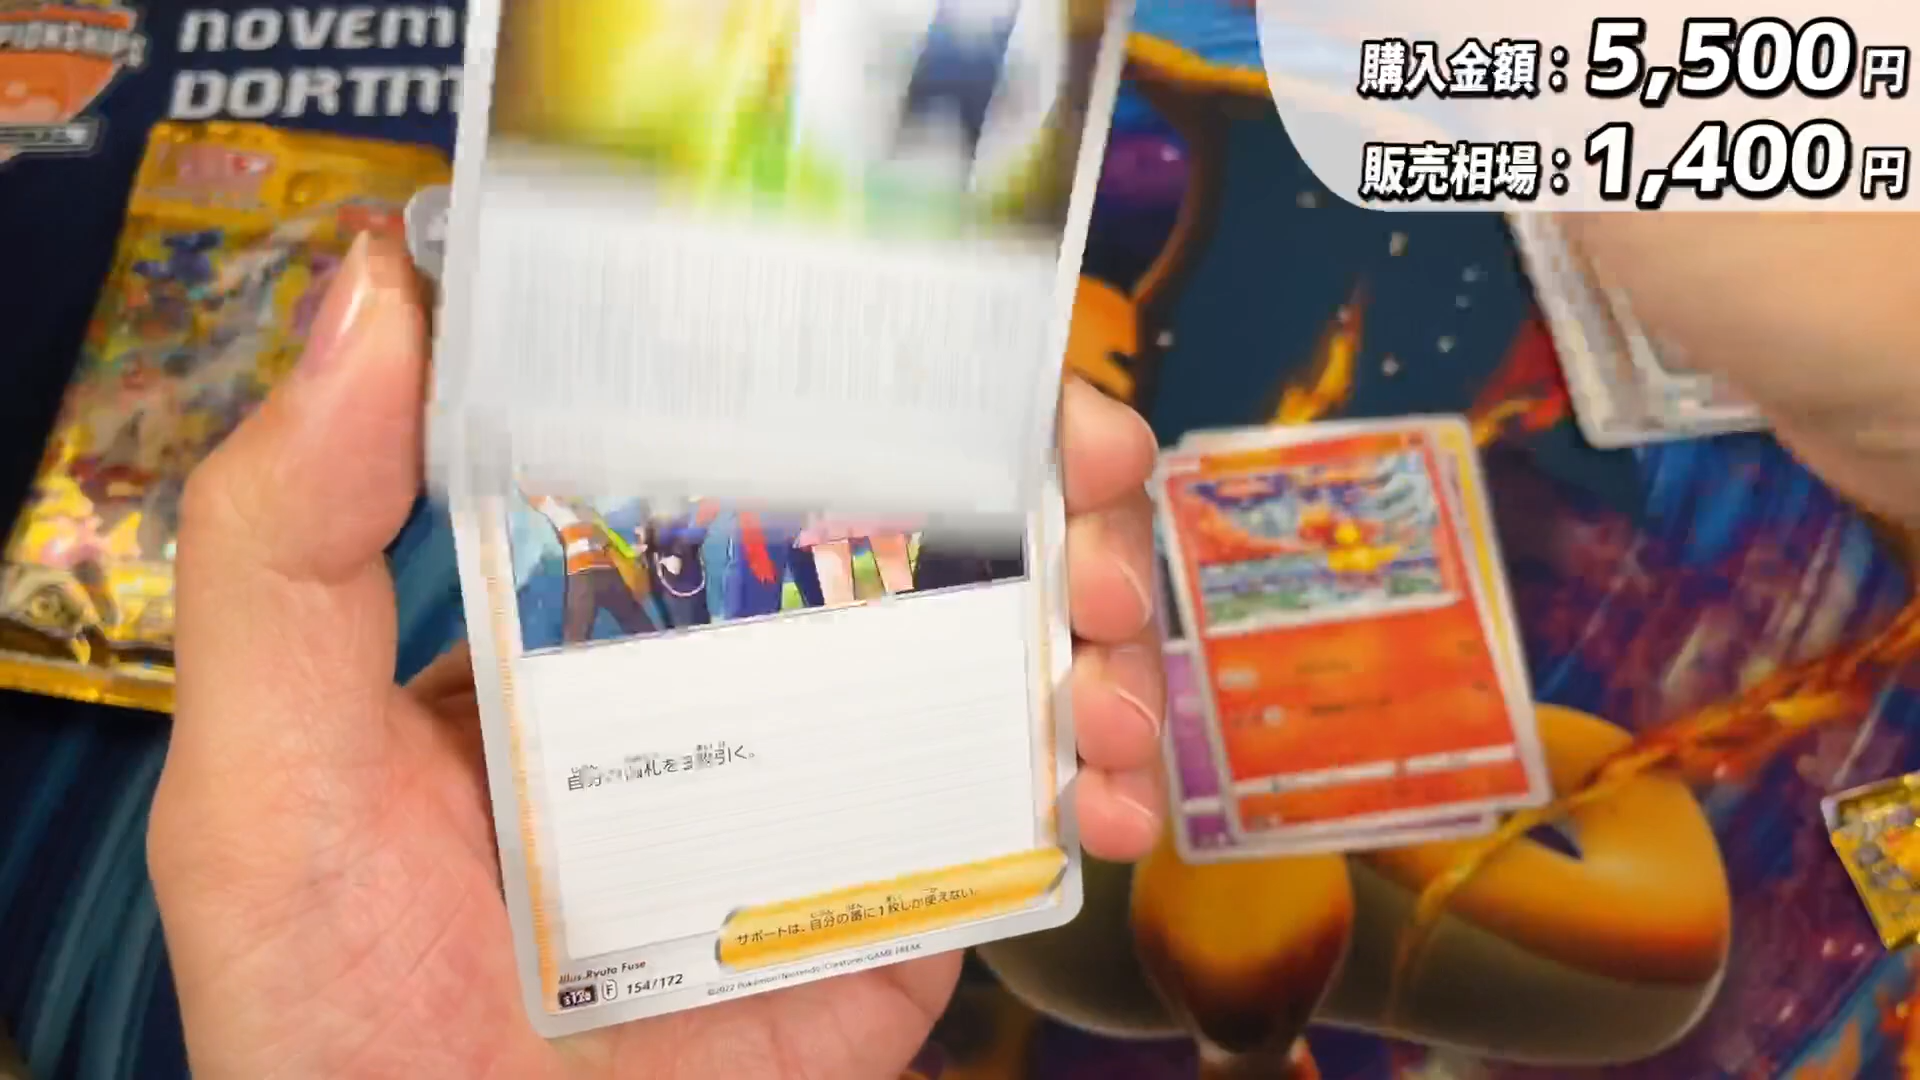 NOVEM
PIONSHIPS
DORTM
購入金額：5,500円
販売相場：1,400円
自分の山札を3枚引く。
サポートは、自分の番に1枚しか使えない。
Illus. Ryuta Fuse
s12a F 154/172
©2022 Pokémon/Nintendo/Creatures/GAME FREAK